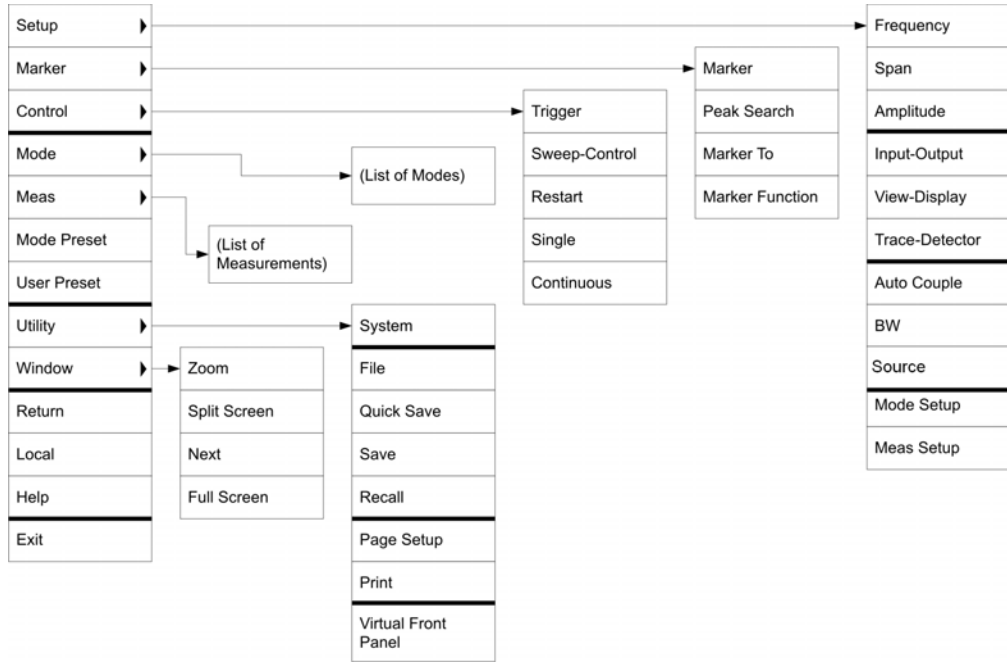 Setup
Marker
Control
Mode
Meas
Mode Preset
User Preset
Utility
Window
Return
Local
Help
Exit
(List of
Measurements)
Zoom
Split Screen
Next
Full Screen
(List of Modes)
System
File
Quick Save
Save
Recall
Page Setup
Print
Virtual Front
Panel
Trigger
Sweep-Control
Restart
Single
Continuous
Marker
Peak Search
Marker To
Marker Function
Frequency
Span
Amplitude
Input-Output
View-Display
Trace-Detector
Auto Couple
BW
Source
Mode Setup
Meas Setup